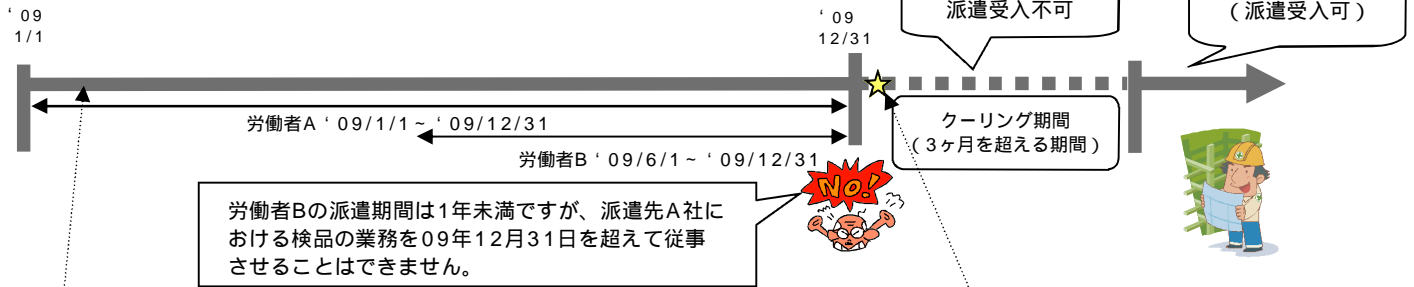 ‘09
1/1
‘09
12/31
派遣受入不可
(派遣受入可)
労働者A ‘09/1/1~‘09/12/31
労働者B ‘09/6/1~‘09/12/31
クーリング期間
(3ヶ月を超える期間)
NO!
労働者Bの派遣期間は1年未満ですが、派遣先A社に
おける検品の業務を09年12月31日を超えて従事
させることはできません。